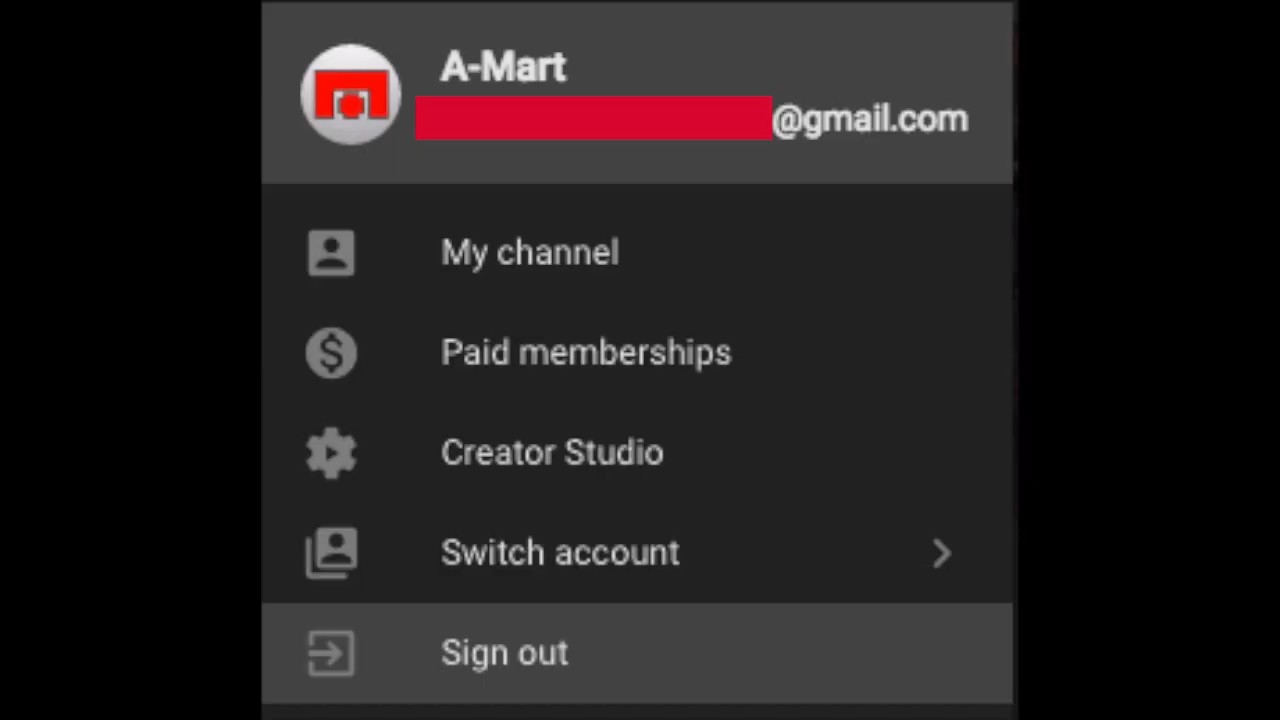 A-Mart
@gmail.com
My channel
Paid memberships
Creator Studio
Switch account
Sign out